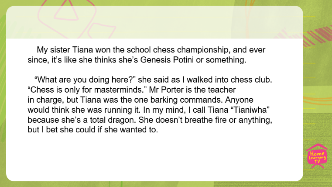 My sister Tiana won the school chess championship, and ever
since, it's like she thinks she's Genesis Potini or something.
“What are you doing here?” she said as I walked into chess club.
“Chess is only for masterminds.” Mr Porter is the teacher
in charge, but Tiana was the one barking commands. Anyone
would think she was running it. In my mind, I call Tiana “Tianiwha”
because she's a total dragon. She doesn't breathe fire or anything,
but I bet she could if she wanted to.
Home
Learning
TV